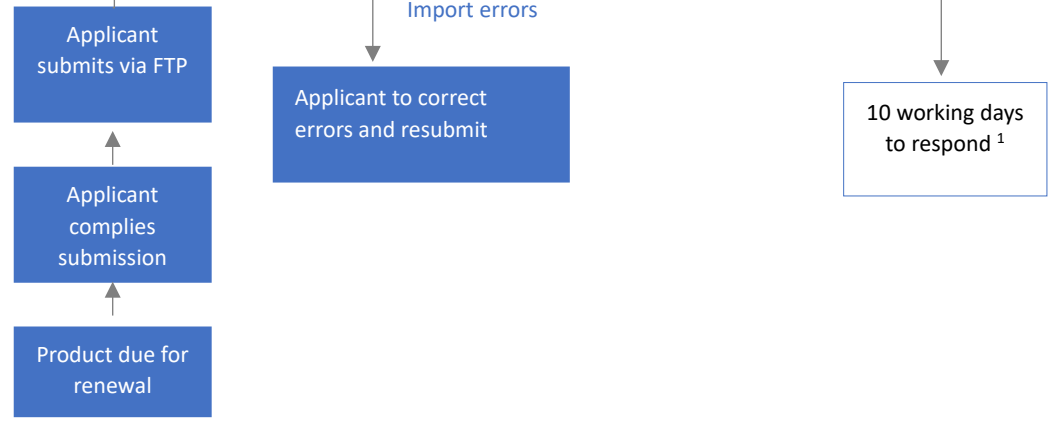 Import errors
Applicant
submits via FTP
Applicant to correct
errors and resubmit
10 working days
to respond 1
Applicant
complies
submission
Product due for
renewal